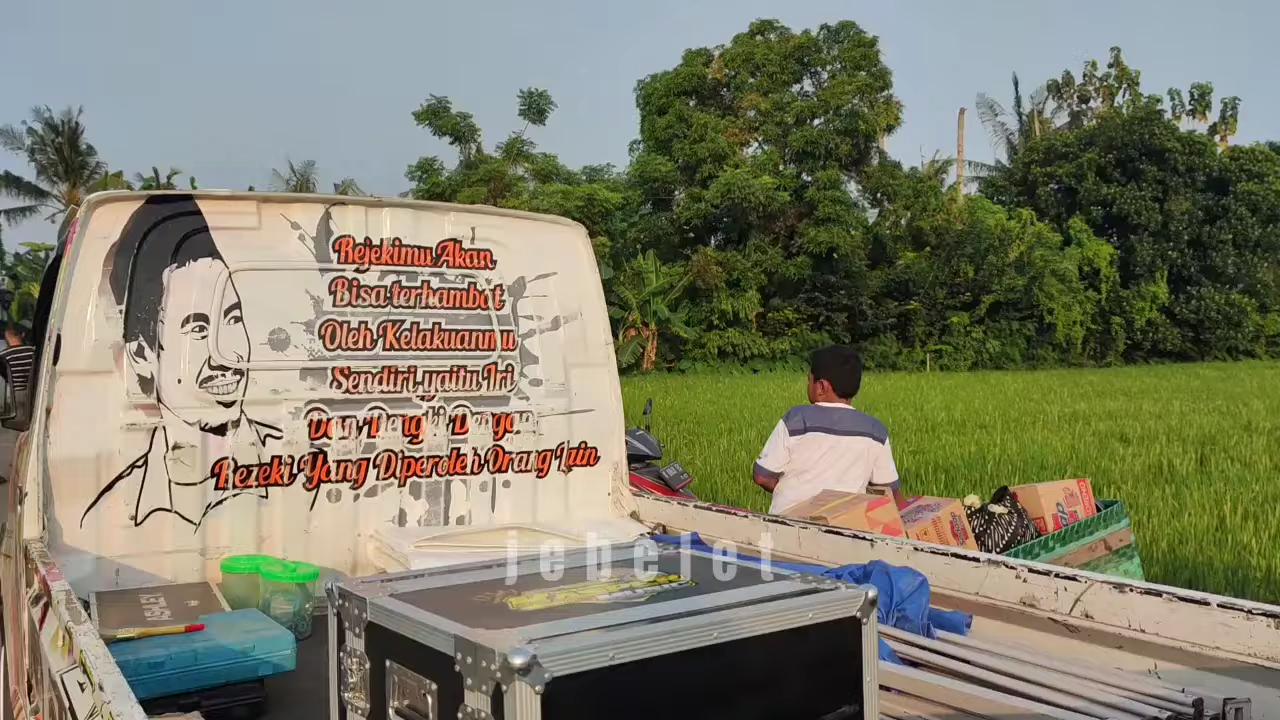 Rejekimu Akan
Bisa terhambat
Oleh Kelakuanmu
Sendiri yaitu Iri
Dan Dengki Dengan
Rezeki Yang Diperoleh Orang Lain
jebelet